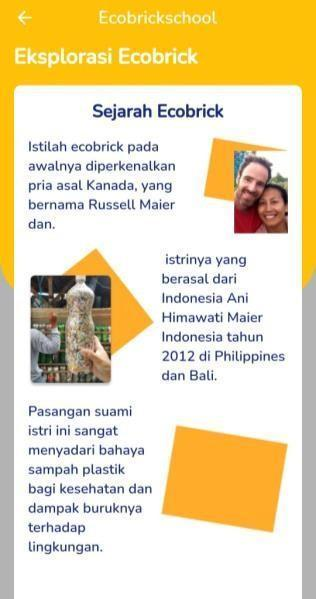 Ecobrickschool
Eksplorasi Ecobrick
Sejarah Ecobrick
Istilah ecobrick pada
awalnya diperkenalkan
pria asal Kanada, yang
bernama Russell Maier
dan.
istrinya yang
berasal dari
Indonesia Ani
Himawati Maier
Indonesia tahun
2012 di Philippines
dan Bali.
Pasangan suami
istri ini sangat
menyadari bahaya
sampah plastik
bagi kesehatan dan
dampak buruknya
terhadap
lingkungan.